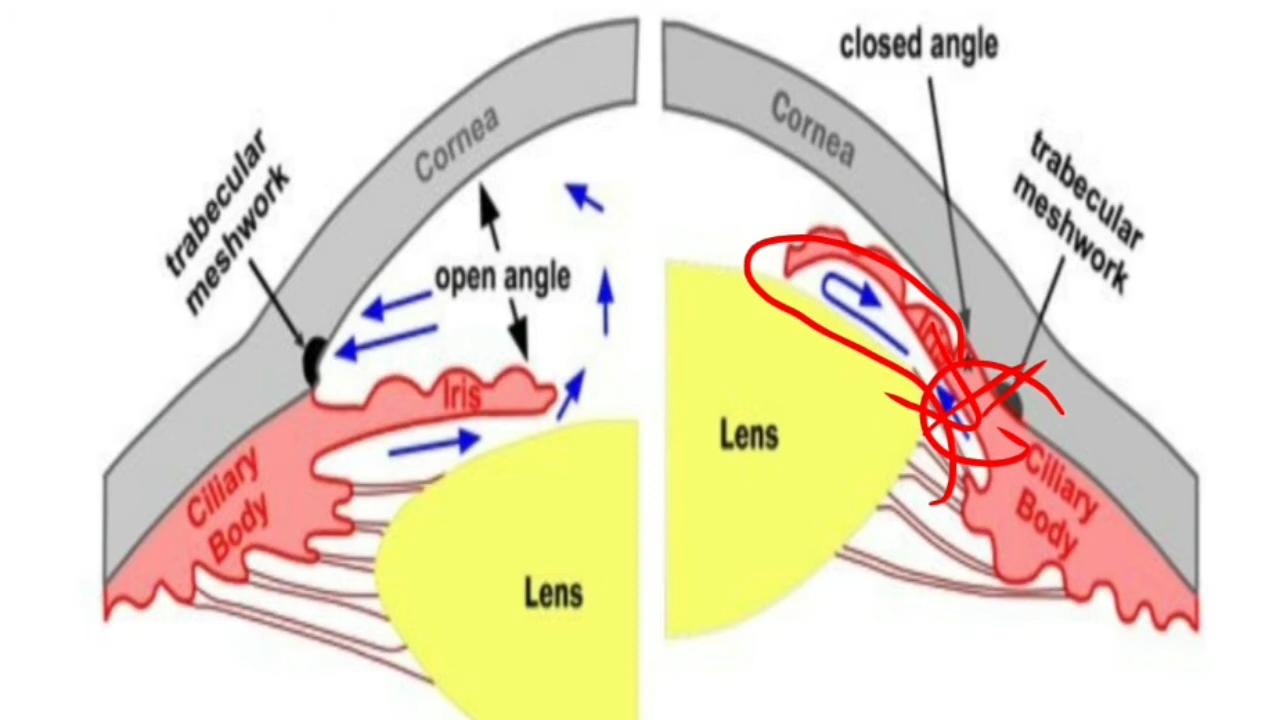 trabecular
meshwork
Cornea
open angle
Iris
Ciliary
Body
Lens
closed angle
Cornea
trabecular
meshwork
Lens
Ciliary
Body